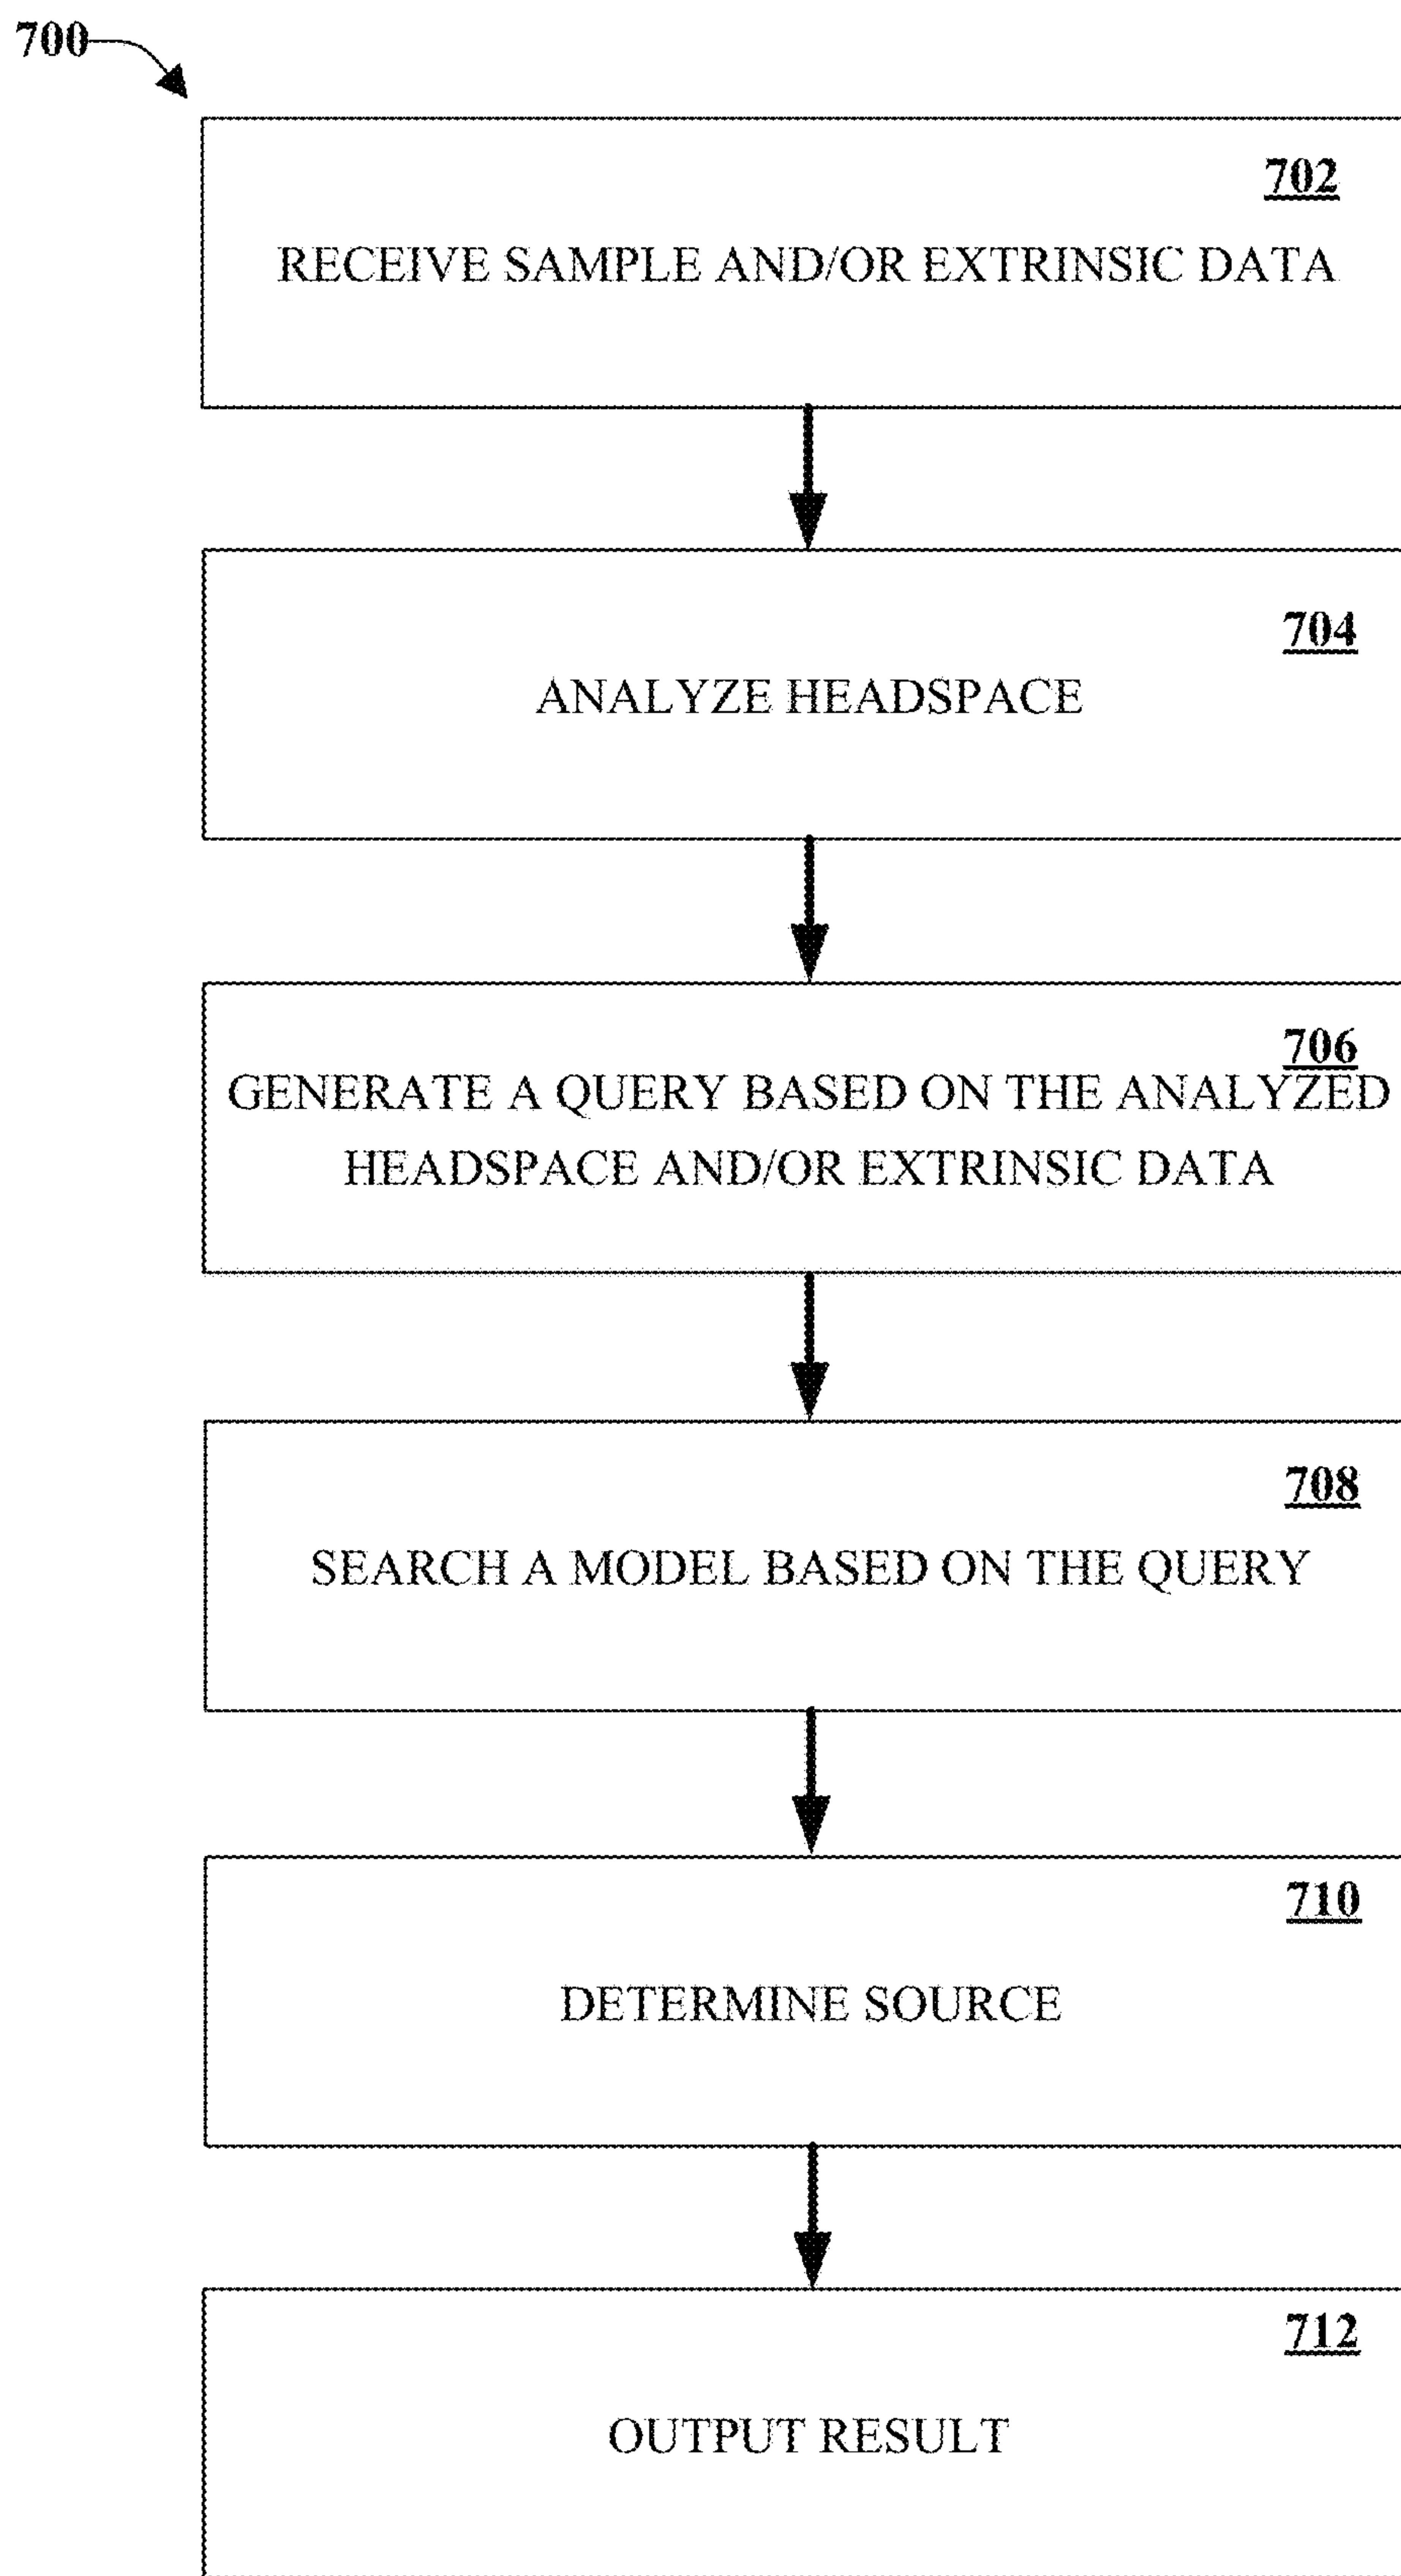 700
702
RECEIVE SAMPLE AND/OR EXTRINSIC DATA
704
ANALYZE HEADSPACE
706
GENERATE A QUERY BASED ON THE ANALYZED
HEADSPACE AND/OR EXTRINSIC DATA
708
SEARCH A MODEL BASED ON THE QUERY
710
DETERMINE SOURCE
712
OUTPUT RESULT